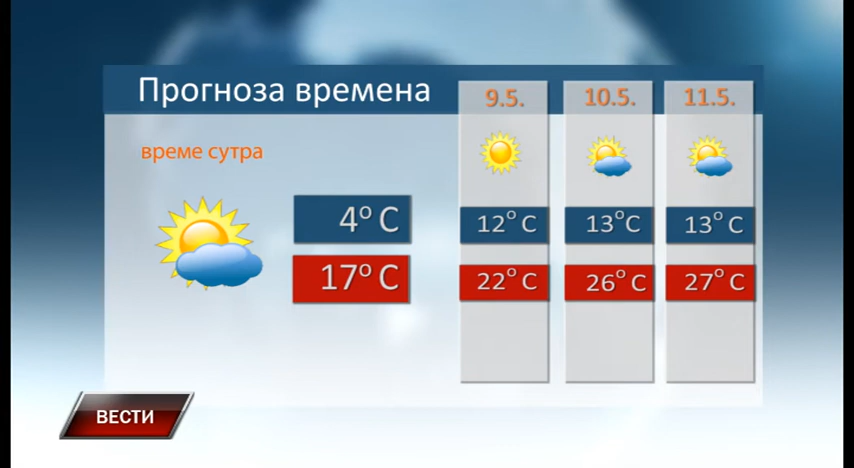 Прогноза времена
9.5.
10.5.
11.5.
време сутра
4° C
12° C
13°C
13° C
17° C
22° C
26° C
27° C
ВЕСТИ